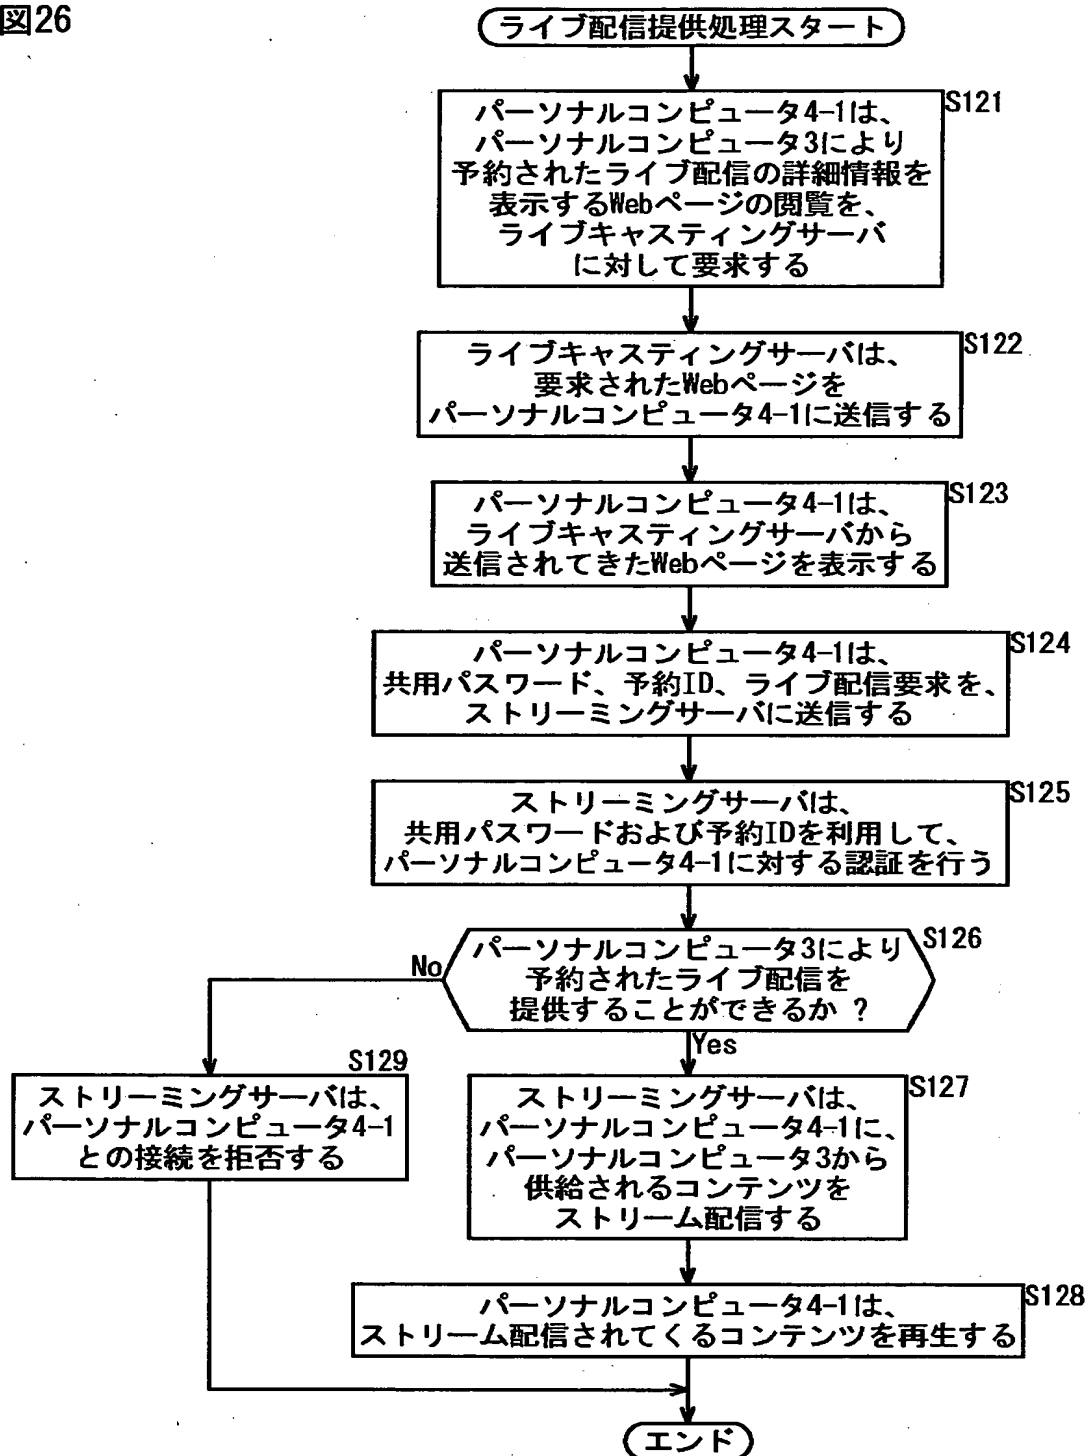 図26
ライブ配信提供処理スタート
S121
パーソナルコンピュータ4-1は、
パーソナルコンピュータ3により
予約されたライブ配信の詳細情報を
表示するWebページの閲覧を、
ライブキャスティングサーバ
に対して要求する
S122
ライブキャスティングサーバは、
要求されたWebページを
パーソナルコンピュータ4-1に送信する
S123
パーソナルコンピュータ4-1は、
ライブキャスティングサーバから
送信されてきたWebページを表示する
S124
パーソナルコンピュータ4-1は、
共用パスワード、予約ID、ライブ配信要求を、
ストリーミングサーバに送信する
S125
ストリーミングサーバは、
共用パスワードおよび予約IDを利用して、
パーソナルコンピュータ4-1に対する認証を行う
S126
パーソナルコンピュータ3により
予約されたライブ配信を
提供することができるか ?
No
Yes
S129
ストリーミングサーバは、
パーソナルコンピュータ4-1
との接続を拒否する
S127
ストリーミングサーバは、
パーソナルコンピュータ4-1に、
パーソナルコンピュータ3から
供給されるコンテンツを
ストリーム配信する
S128
パーソナルコンピュータ4-1は、
ストリーム配信されてくるコンテンツを再生する
エンド